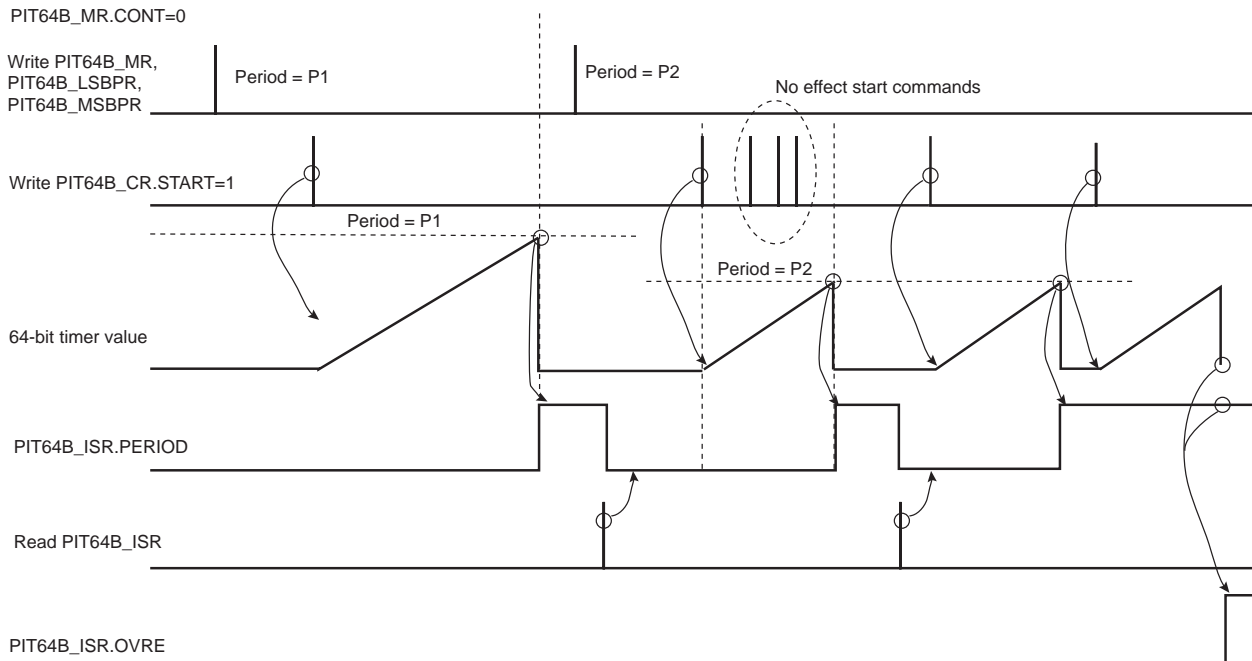 PIT64B_MR.CONT=0
Write PIT64B_MR,
PIT64B_LSBPR,
PIT64B_MSBPR
Period = P1
Period = P2
No effect start commands
Write PIT64B_CR.START=1
Period = P1
Period = P2
64-bit timer value
PIT64B_ISR.PERIOD
Read PIT64B_ISR
PIT64B_ISR.OVRE